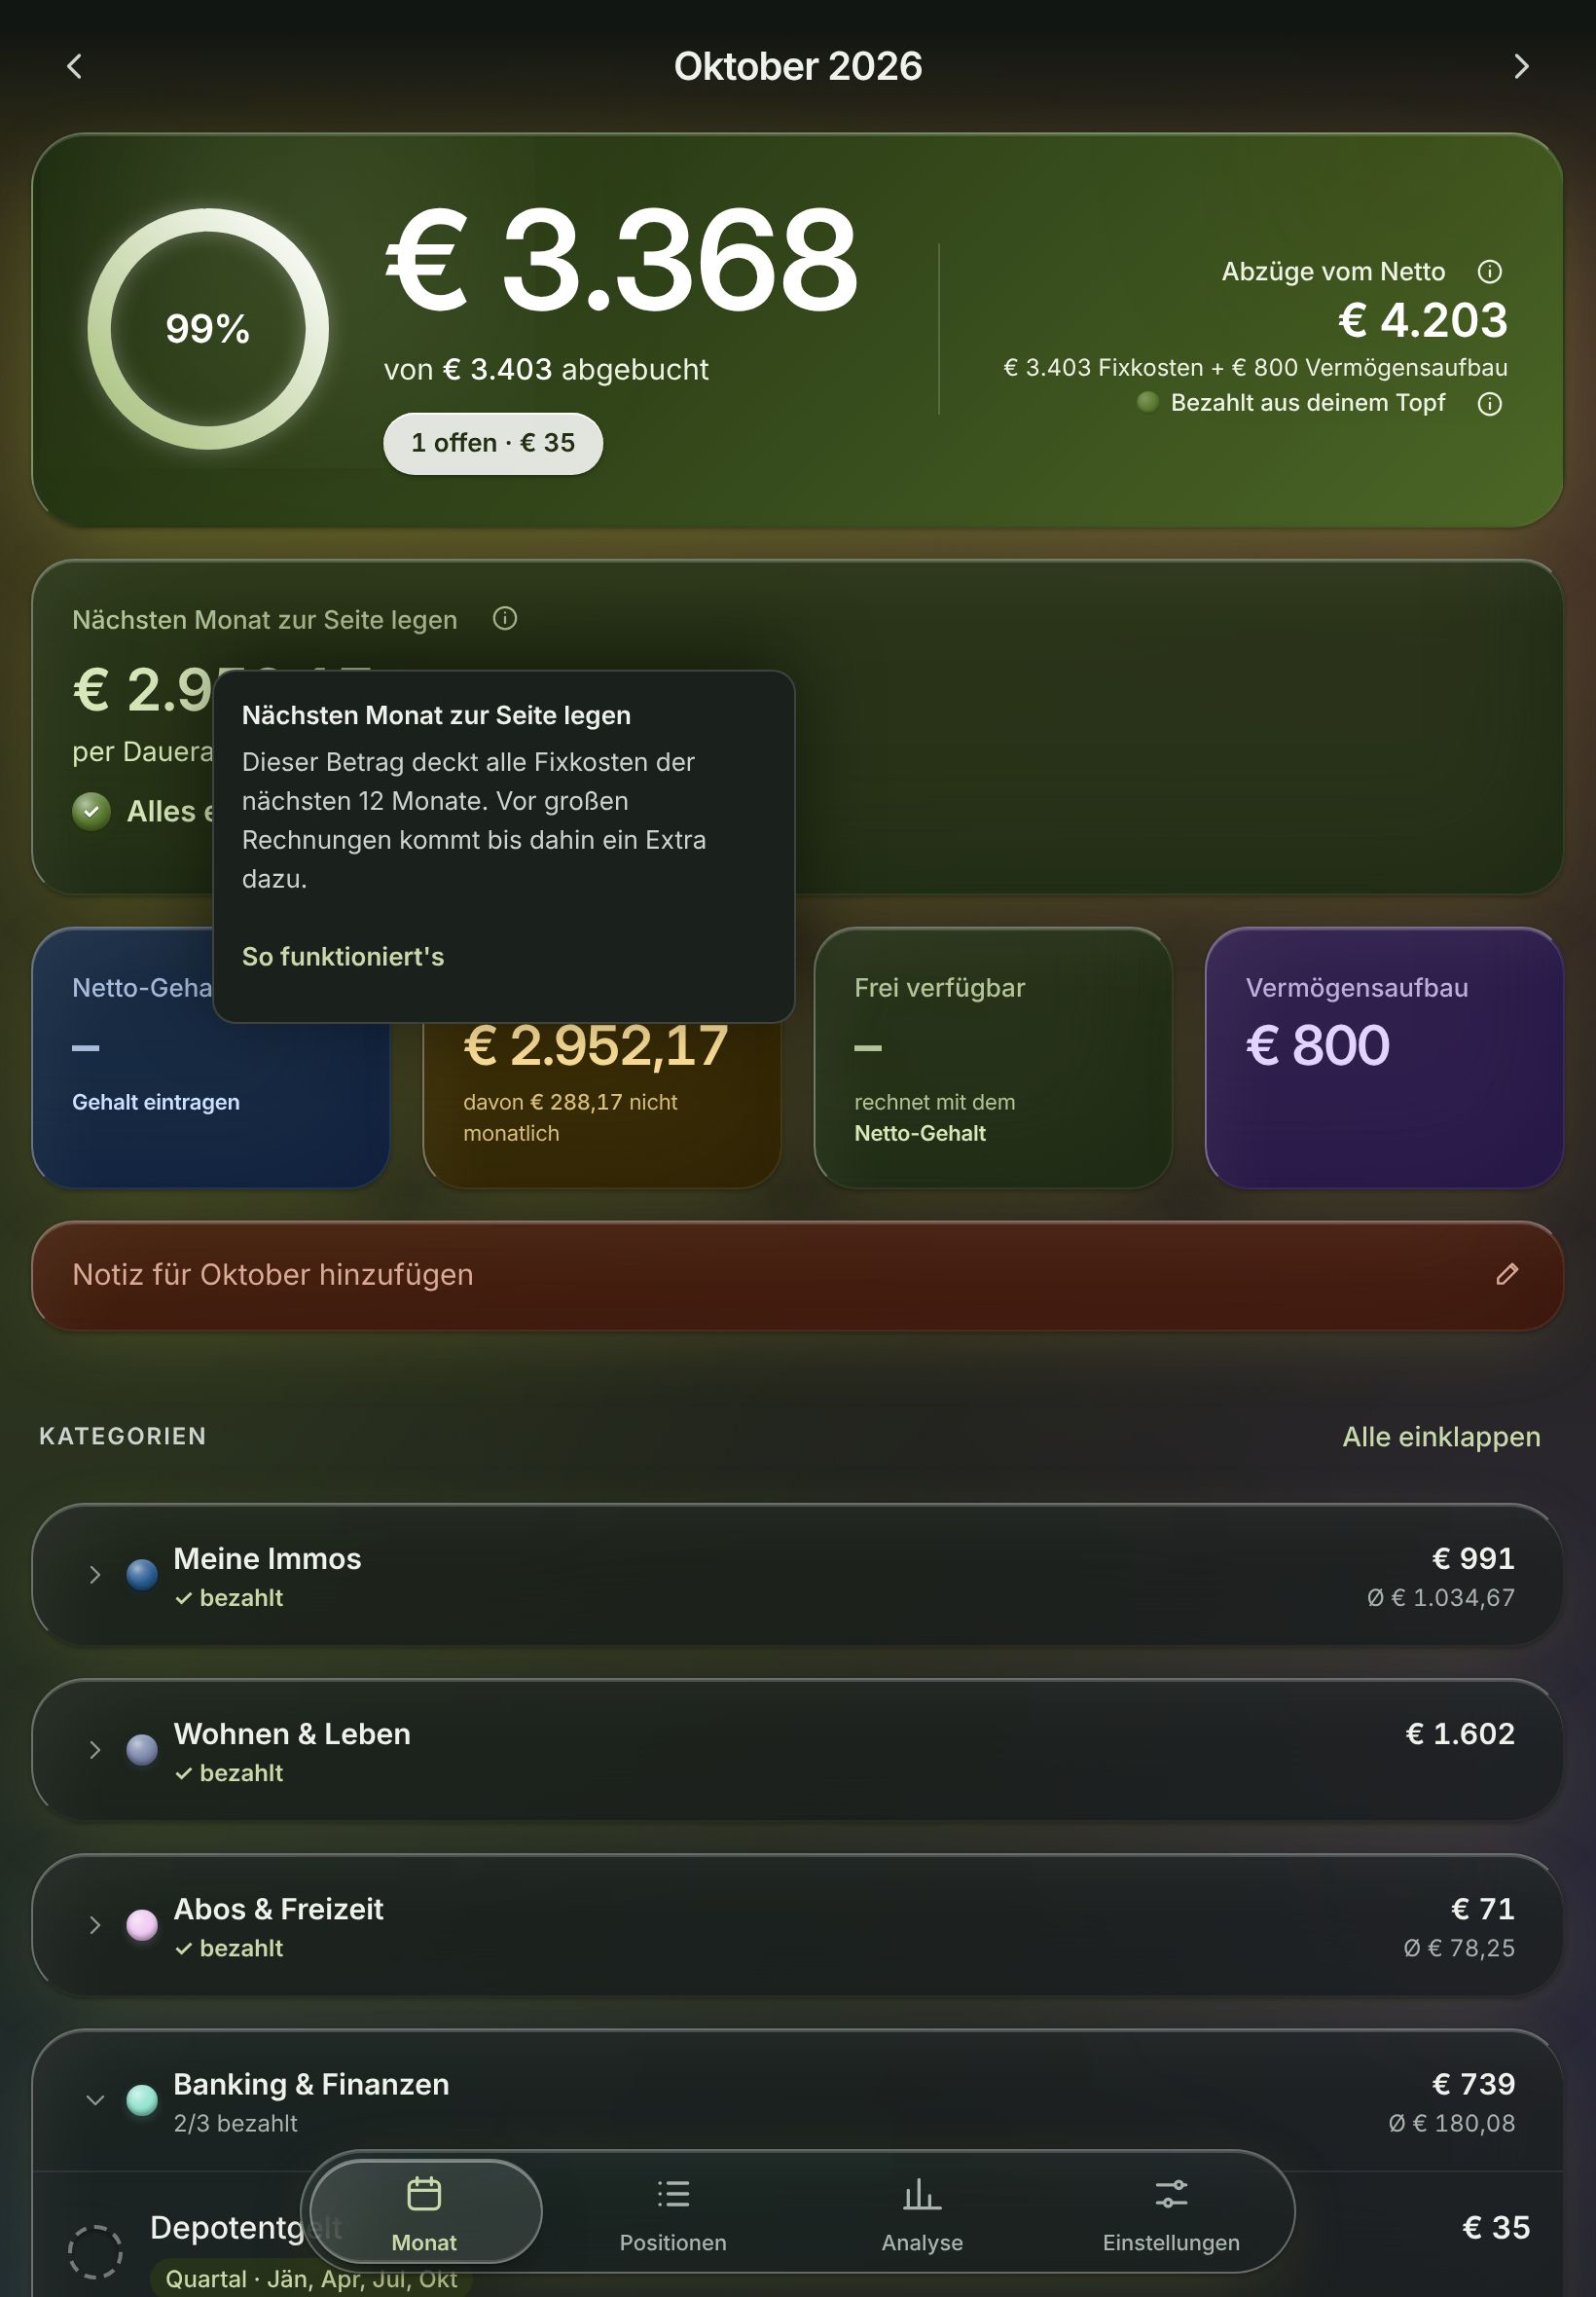 Oktober 2026
99%
€ 3.368
von € 3.403 abgebucht
1 offen · € 35
Abzüge vom Netto
€ 4.203
€ 3.403 Fixkosten + € 800 Vermögensaufbau
Bezahlt aus deinem Topf
Nächsten Monat zur Seite legen
€ 2.9
per
Alles
Nächsten Monat zur Seite legen
Dieser Betrag deckt alle Fixkosten der
nächsten 12 Monate. Vor großen
Rechnungen kommt bis dahin ein Extra
dazu.
So funktioniert's
Netto-Geha
–
Gehalt eintragen
€ 2.952,17
davon € 288,17 nicht
monatlich
Frei verfügbar
–
rechnet mit dem
Netto-Gehalt
Vermögensaufbau
€ 800
Notiz für Oktober hinzufügen
KATEGORIEN
Alle einklappen
Meine Immos
✓ bezahlt
€ 991
Ø € 1.034,67
Wohnen & Leben
✓ bezahlt
€ 1.602
Abos & Freizeit
✓ bezahlt
€ 71
Ø € 78,25
Banking & Finanzen
2/3 bezahlt
€ 739
Ø € 180,08
Depotentgelt
Quartal · Jän, Apr, Jul, Okt
€ 35
Monat
Positionen
Analyse
Einstellungen